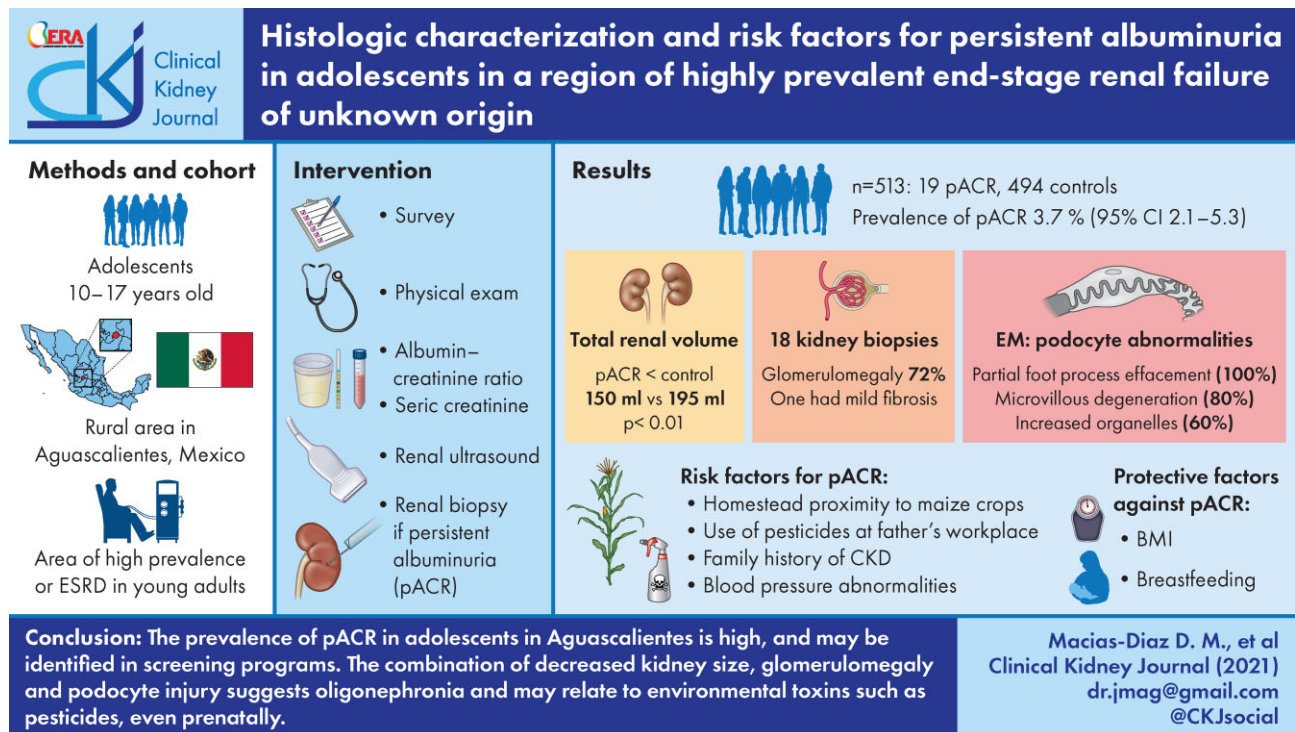 ERA
ckj
Clinical
Kidney
Journal
Histologic characterization and risk factors for persistent albuminuria
in adolescents in a region of highly prevalent end-stage renal failure
of unknown origin
Methods and cohort
Adolescents
10–17 years old
Rural area in
Aguascalientes, Mexico
Area of high prevalence
or ESRD in young adults
Intervention
• Survey
• Physical exam
• Albumin–
creatinine ratio
• Seric creatinine
• Renal ultrasound
• Renal biopsy
if persistent
albuminuria
(pACR)
Results
n=513: 19 pACR, 494 controls
Prevalence of pACR 3.7 % (95% CI 2.1–5.3)
Total renal volume
pACR < control
150 ml vs 195 ml
p< 0.01
18 kidney biopsies
Glomerulomegaly 72%
One had mild fibrosis
EM: podocyte abnormalities
Partial foot process effacement (100%)
Microvillous degeneration (80%)
Increased organelles (60%)
Risk factors for pACR:
• Homestead proximity to maize crops
• Use of pesticides at father’s workplace
• Family history of CKD
• Blood pressure abnormalities
Protective factors
against pACR:
• BMI
• Breastfeeding
Conclusion: The prevalence of pACR in adolescents in Aguascalientes is high, and may be
identified in screening programs. The combination of decreased kidney size, glomerulomegaly
and podocyte injury suggests oligonephronia and may relate to environmental toxins such as
pesticides, even prenatally.
Macias-Diaz D. M., et al
Clinical Kidney Journal (2021)
dr.jmag@gmail.com
@CKJsocial